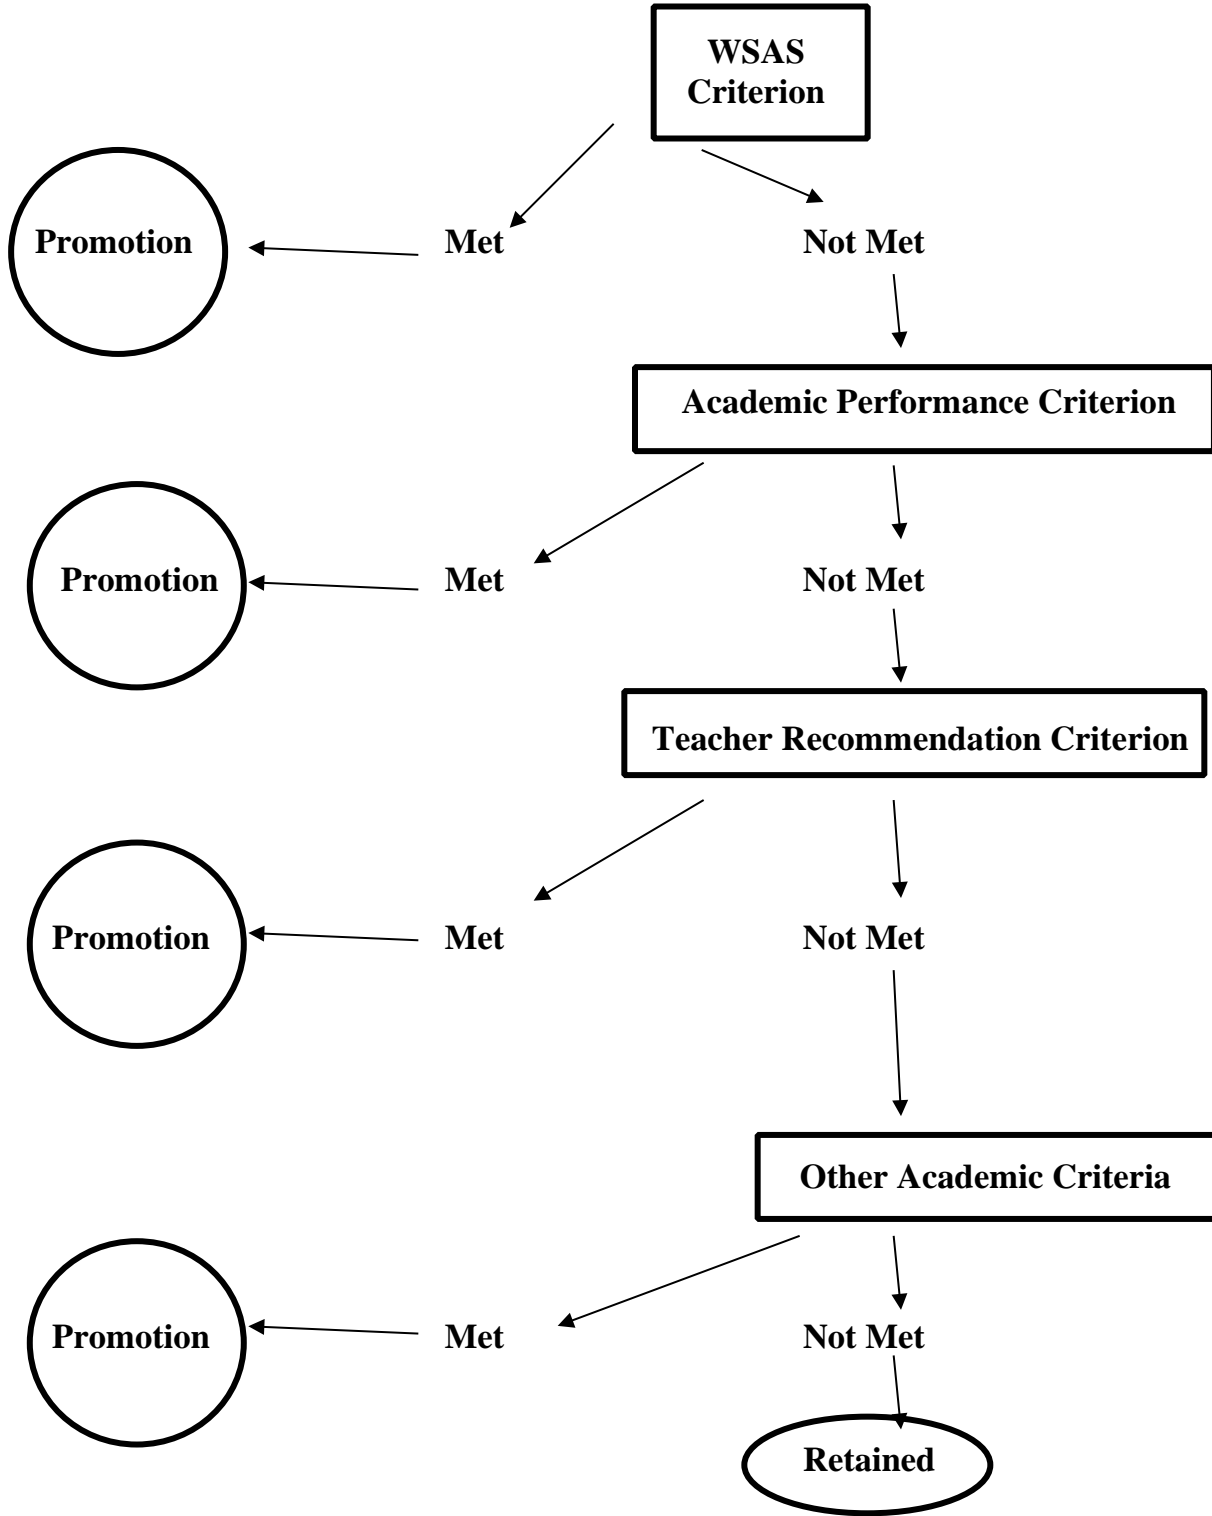 WSAS
Criterion
Promotion
Met
Not Met
Academic Performance Criterion
Promotion
Met
Not Met
Teacher Recommendation Criterion
Promotion
Met
Not Met
Other Academic Criteria
Promotion
Met
Not Met
Retained